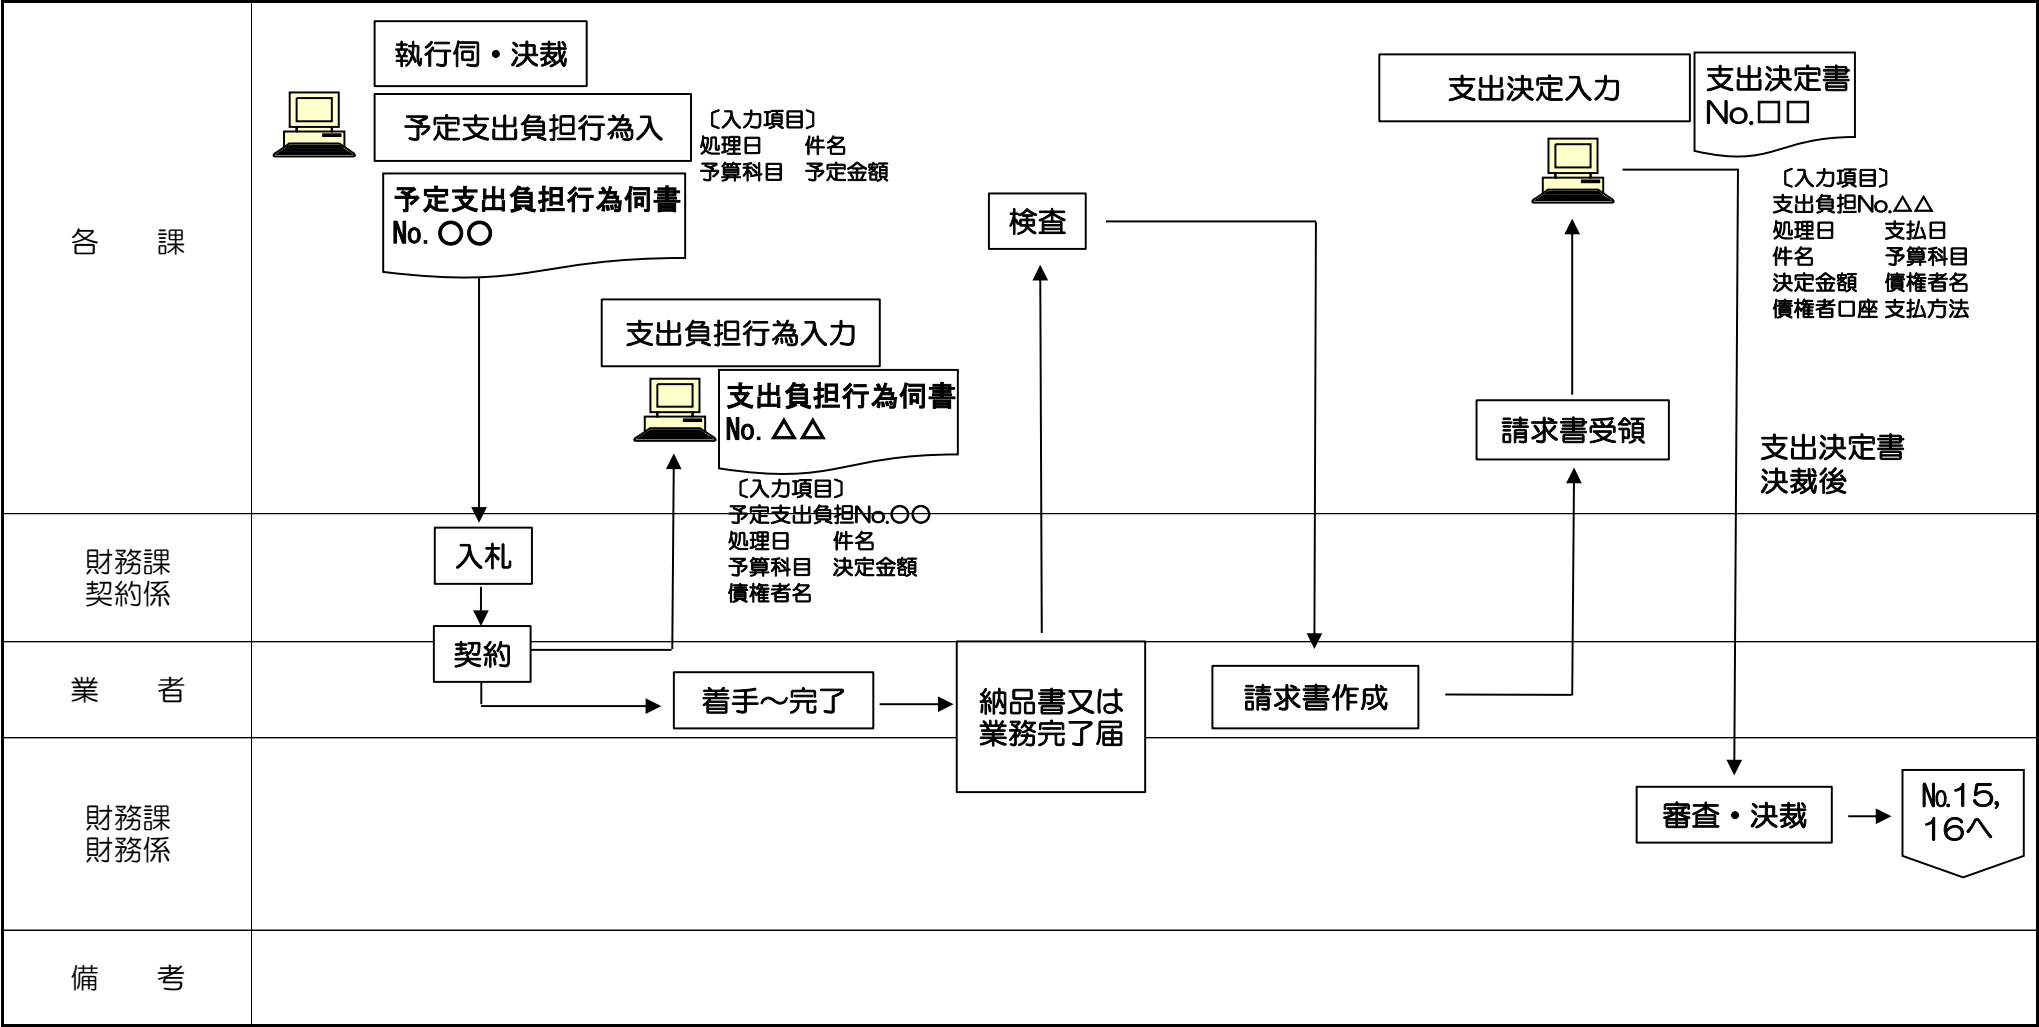 各　　課
執行伺・決裁
予定支出負担行為入
〔入力項目〕
処理日　件名
予算科目　予定金額
予定支出負担行為伺書
No.〇〇
支出負担行為入力
支出負担行為伺書
No.△△
〔入力項目〕
予定支出負担No.〇〇
処理日　　件名
予算科目　決定金額
債権者名
検査
支出決定入力
支出決定書
No.□□
〔入力項目〕
支出負担No.△△
処理日　　支払日
件名　　　予算科目
決定金額　債権者名
債権者口座 支払方法
請求書受領
支出決定書
決裁後
財務課
契約係
入札
契約
業　　者
着手～完了
納品書又は
業務完了届
請求書作成
財務課
財務係
審査・決裁
№15,
16へ
備　　考